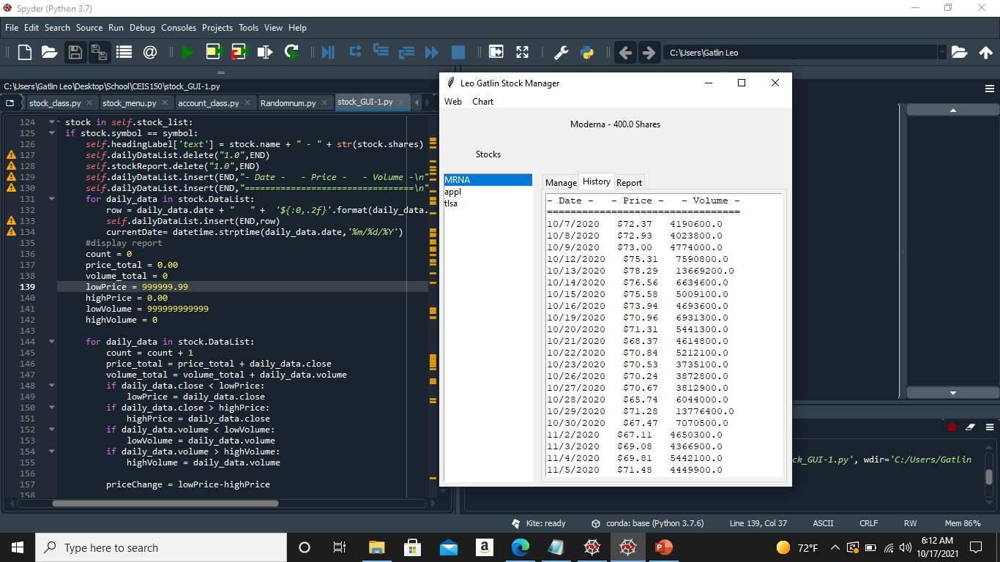 Spyder (Python 3.7)
File Edit Search Source Run Debug Consoles Projects Tools View Help
C:\Users\Gatlin Leo
C:\Users\Gatlin Leo\Desktop\School\CEIS150\stock_GUI-1.py
stock_class.py stock_menu.py account_class.py Randomnum.py stock_GUI-1.py
124 stock in self.stock_list:
125 if stock.symbol == symbol:
126 self.headingLabel['text'] = stock.name + " - " + str(stock.shares)
127 self.dailyDataList.delete("1.0",END)
128 self.stockReport.delete("1.0",END)
129 self.dailyDataList.insert(END,"- Date -   - Price -   - Volume -\n"
130 self.dailyDataList.insert(END,"=================================\n"
131 for daily_data in stock.DataList:
132 row = daily_data.date + "   " +  '${:0,.2f}'.format(daily_data.
133 self.dailyDataList.insert(END,row)
134 currentDate= datetime.strptime(daily_data.date,'%m/%d/%Y')
135 #display report
136 count = 0
137 price_total = 0.00
138 volume_total = 0
139 lowPrice = 999999.99
140 highPrice = 0.00
141 lowVolume = 999999999999
142 highVolume = 0
143
144 for daily_data in stock.DataList:
145 count = count + 1
146 price_total = price_total + daily_data.close
147 volume_total = volume_total + daily_data.volume
148 if daily_data.close < lowPrice:
149 lowPrice = daily_data.close
150 if daily_data.close > highPrice:
151 highPrice = daily_data.close
152 if daily_data.volume < lowVolume:
153 lowVolume = daily_data.volume
154 if daily_data.volume > highVolume:
155 highVolume = daily_data.volume
156
157 priceChange = lowPrice-highPrice
158
Leo Gatlin Stock Manager
Web Chart
Moderna - 400.0 Shares
Stocks
MRNA
appl
tlsa
Manage History Report
- Date -   - Price -   - Volume -
=================================
10/7/2020   $72.37   4190600.0
10/8/2020   $72.93   4023800.0
10/9/2020   $73.00   4774000.0
10/12/2020   $75.31   7590800.0
10/13/2020   $78.29   13669200.0
10/14/2020   $76.56   6634600.0
10/15/2020   $75.58   5009100.0
10/16/2020   $73.94   4693600.0
10/19/2020   $70.96   6931300.0
10/20/2020   $71.31   5441300.0
10/21/2020   $68.37   4614800.0
10/22/2020   $70.84   5212100.0
10/23/2020   $70.53   3735100.0
10/26/2020   $70.24   3872800.0
10/27/2020   $70.67   3812900.0
10/28/2020   $65.74   6044000.0
10/29/2020   $71.28   13776400.0
10/30/2020   $67.47   7070500.0
11/2/2020   $67.11   4650300.0
11/3/2020   $69.08   4366900.0
11/4/2020   $69.81   5442100.0
11/5/2020   $71.48   4449900.0
ck_GUI-1.py', wdir='C:/Users/Gatlin
Kite: ready conda: base (Python 3.7.6) Line 139, Col 37 ASCII CRLF RW Mem 86%
Type here to search
72°F
6:12 AM
10/17/2021